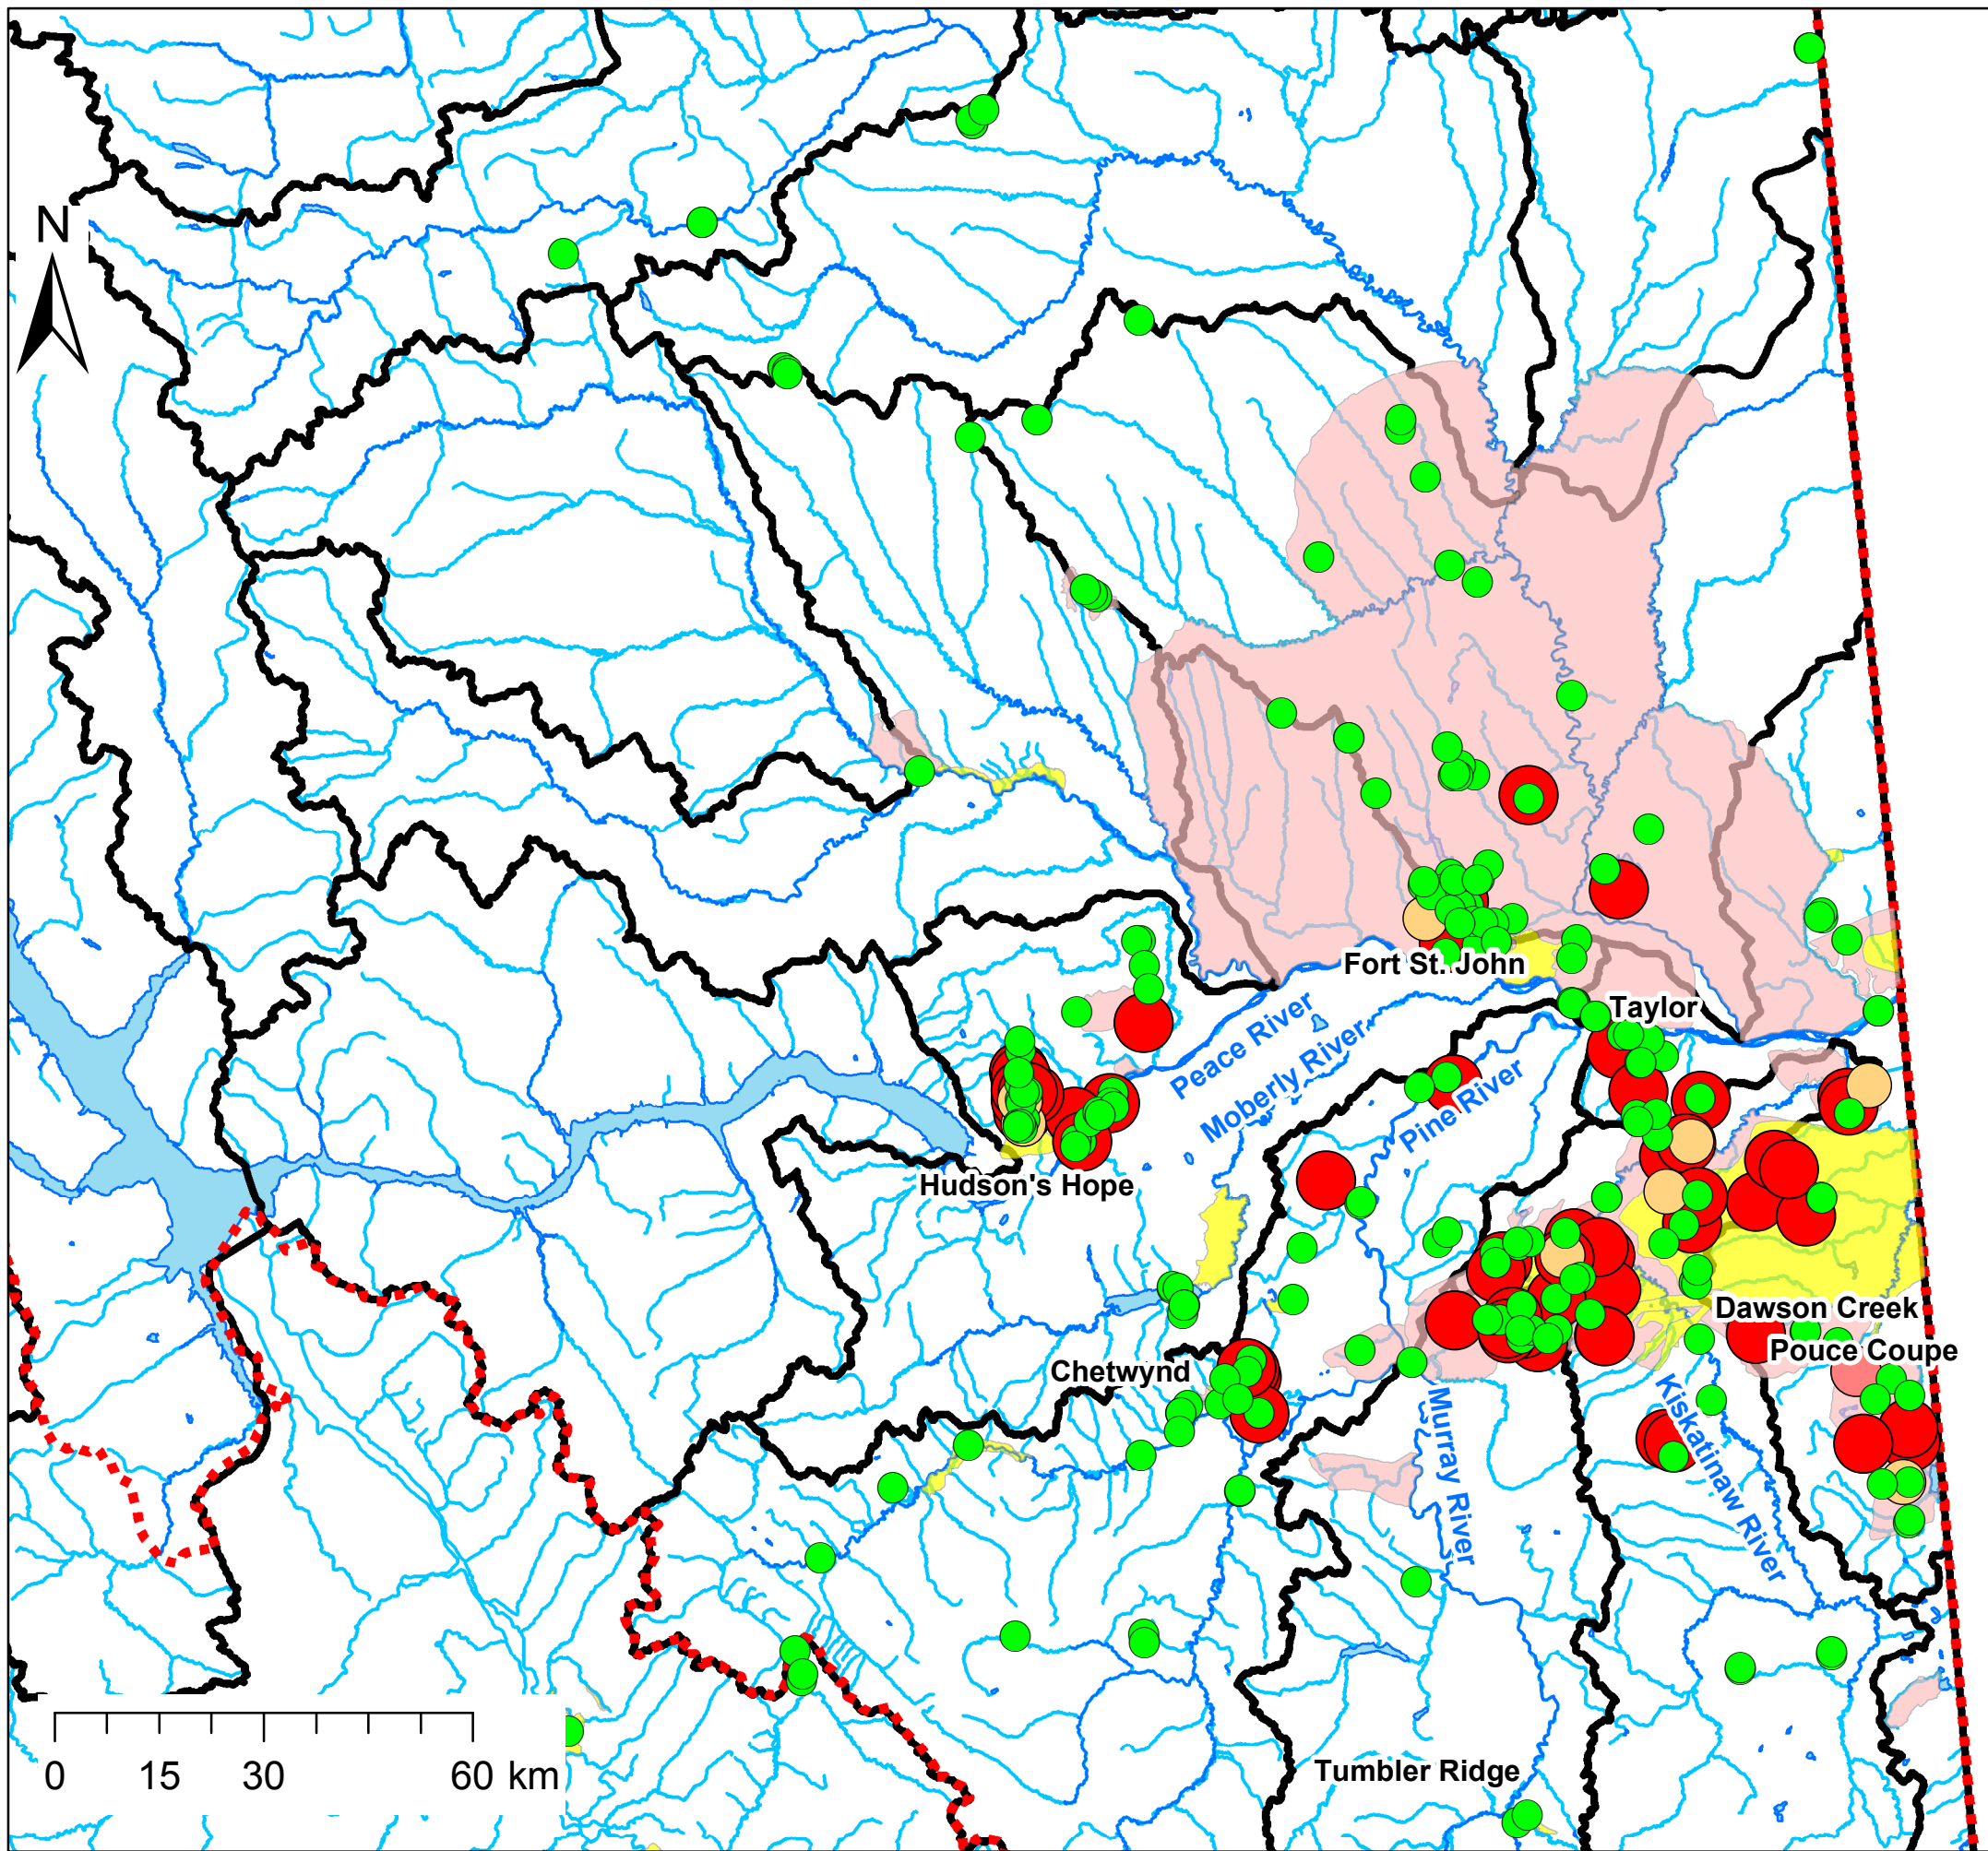 N
Fort St. John
Taylor
Peace River
Moberly River
Pine River
Hudson's Hope
Dawson Creek
Pouce Coupe
Chetwynd
Murray River
Kiskatinaw River
Tumbler Ridge
0 15 30 60 km